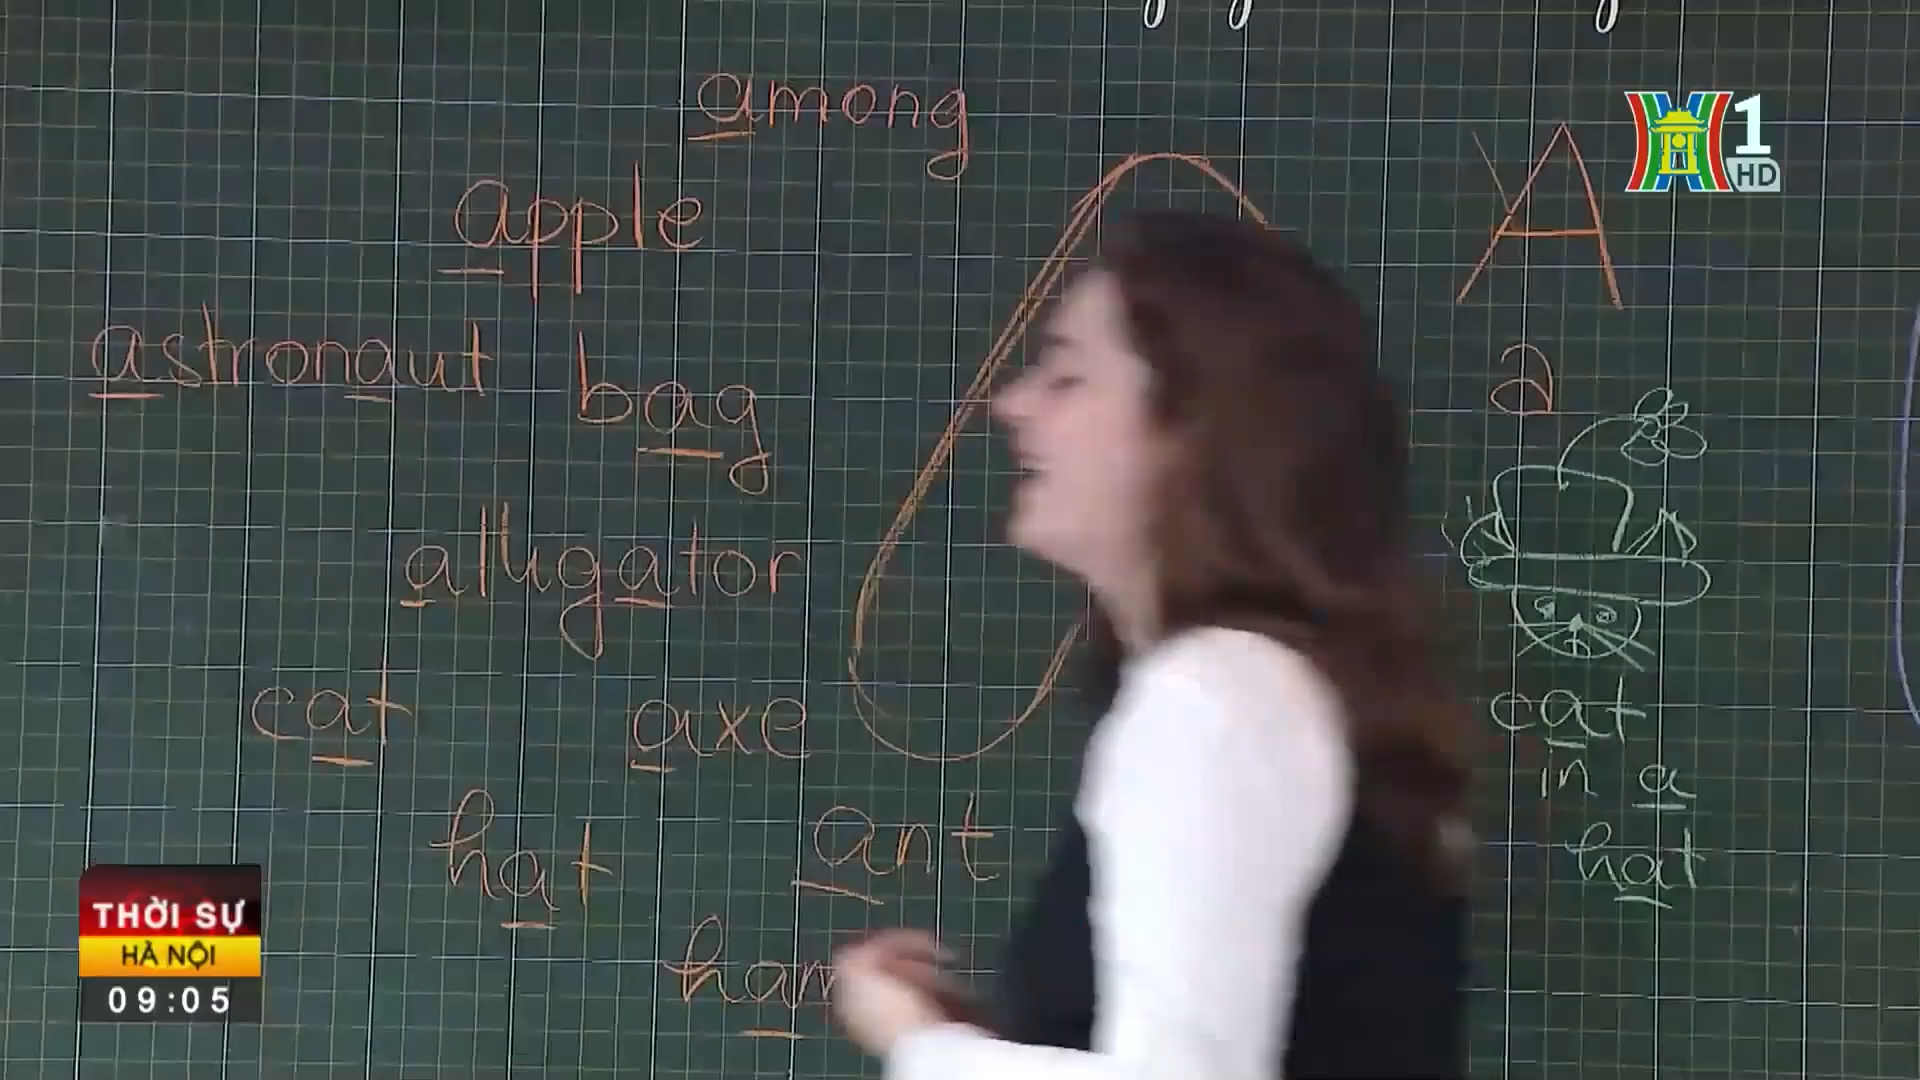 among
apple
astronaut bag
alligator
cat axe
hat ant
ham
A
a
cat
in a
hat
1
HD
THỜI SỰ
HÀ NỘI
09:05